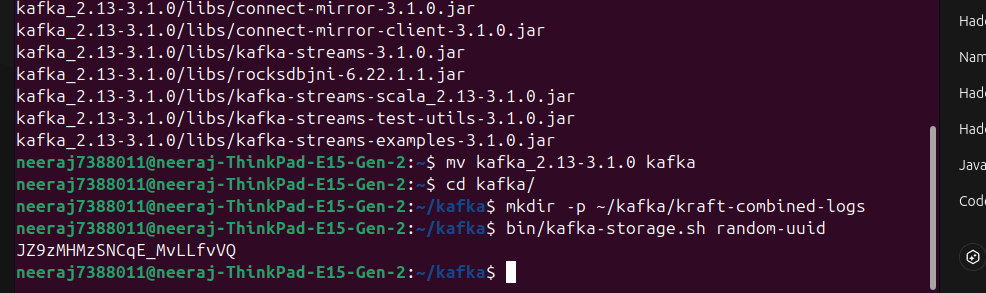 kafka_2.13-3.1.0/libs/connect-mirror-3.1.0.jar
kafka_2.13-3.1.0/libs/connect-mirror-client-3.1.0.jar
kafka_2.13-3.1.0/libs/kafka-streams-3.1.0.jar
kafka_2.13-3.1.0/libs/rocksdbjni-6.22.1.1.jar
kafka_2.13-3.1.0/libs/kafka-streams-scala_2.13-3.1.0.jar
kafka_2.13-3.1.0/libs/kafka-streams-test-utils-3.1.0.jar
kafka_2.13-3.1.0/libs/kafka-streams-examples-3.1.0.jar
neeraj7388011@neeraj-ThinkPad-E15-Gen-2:~$ mv kafka_2.13-3.1.0 kafka
neeraj7388011@neeraj-ThinkPad-E15-Gen-2:~$ cd kafka/
neeraj7388011@neeraj-ThinkPad-E15-Gen-2:~/kafka$ mkdir -p ~/kafka/kraft-combined-logs
neeraj7388011@neeraj-ThinkPad-E15-Gen-2:~/kafka$ bin/kafka-storage.sh random-uuid
JZ9zMHMzSNCqE_MvLLfvVQ
neeraj7388011@neeraj-ThinkPad-E15-Gen-2:~/kafka$
Had
Nam
Had
Had
Java
Code